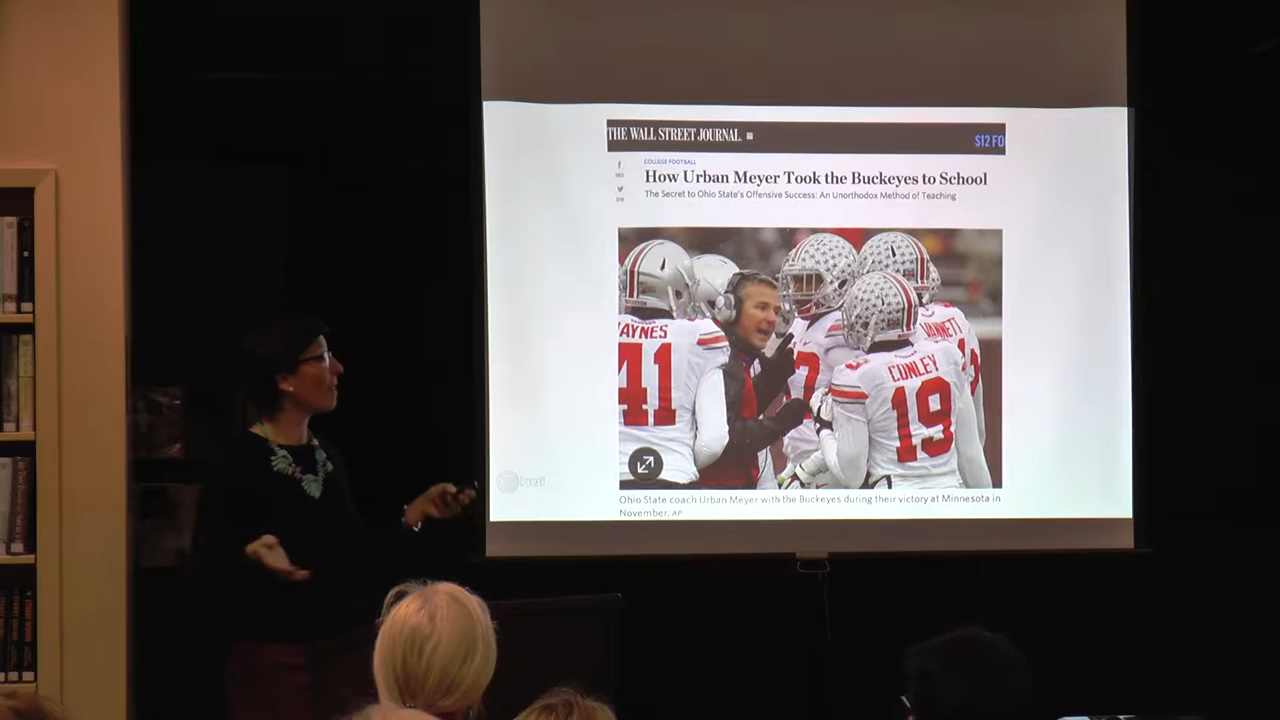 THE WALL STREET JOURNAL.
$12 FO
COLLEGE FOOTBALL
How Urban Meyer Took the Buckeyes to School
The Secret to Ohio State's Offensive Success: An Unorthodox Method of Teaching
AYNES
41
VANNETT
CONLEY
19
Prezi
Ohio State coach Urban Meyer with the Buckeyes during their victory at Minnesota in
November. AP